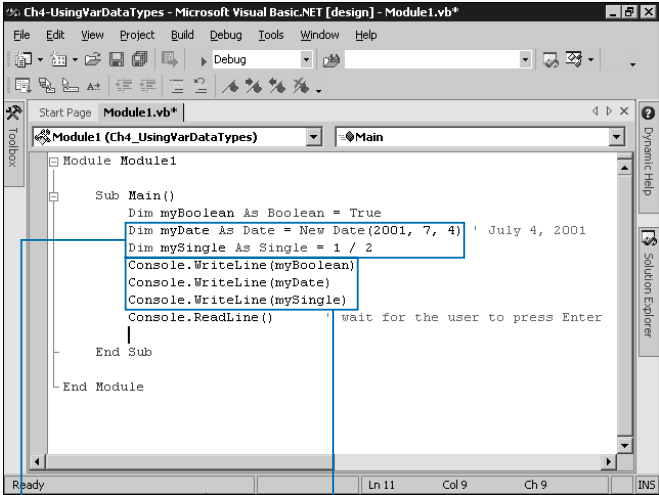 Ch4-UsingVarDataTypes - Microsoft Visual Basic.NET [design] - Module1.vb*
File Edit View Project Build Debug Tools Window Help
Debug
Start Page Module1.vb*
Module1 (Ch4_UsingVarDataTypes) Main
Toolbox
Module Module1
Sub Main()
Dim myBoolean As Boolean = True
Dim myDate As Date = New Date(2001, 7, 4) ' July 4, 2001
Dim mySingle As Single = 1 / 2
Console.WriteLine(myBoolean)
Console.WriteLine(myDate)
Console.WriteLine(mySingle)
Console.ReadLine() ' wait for the user to press Enter
End Sub
End Module
Dynamic Help
Solution Explorer
Ready Ln 11 Col 9 Ch 9 INS